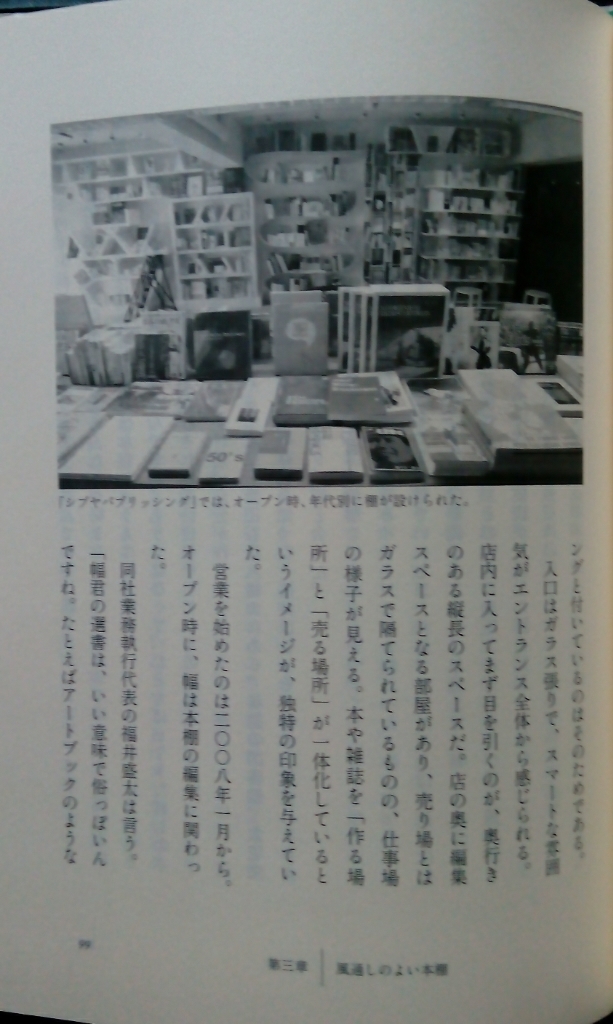 50's
「シブヤパブリッシング」では、オープン時、年代別に棚が設けられた。
ングと付いているのはそのためである。
入口はガラス張りで、スマートな雰囲
気がエントランス全体から感じられる。
店内に入ってまず目を引くのが、奥行き
のある縦長のスペースだ。店の奥に編集
スペースとなる部屋があり、売り場とは
ガラスで隔てられているものの、仕事場
の様子が見える。本や雑誌を「作る場
所」と「売る場所」が一体化していると
いうイメージが、独特の印象を与えてい
た。
営業を始めたのは二〇〇八年一月から。
オープン時に、幅は本棚の編集に関わっ
た。
同社業務執行代表の福井盛太は言う。
「幅君の選書は、いい意味で俗っぽいん
ですね。たとえばアートブックのような
99
第三章
風通しのよい本棚